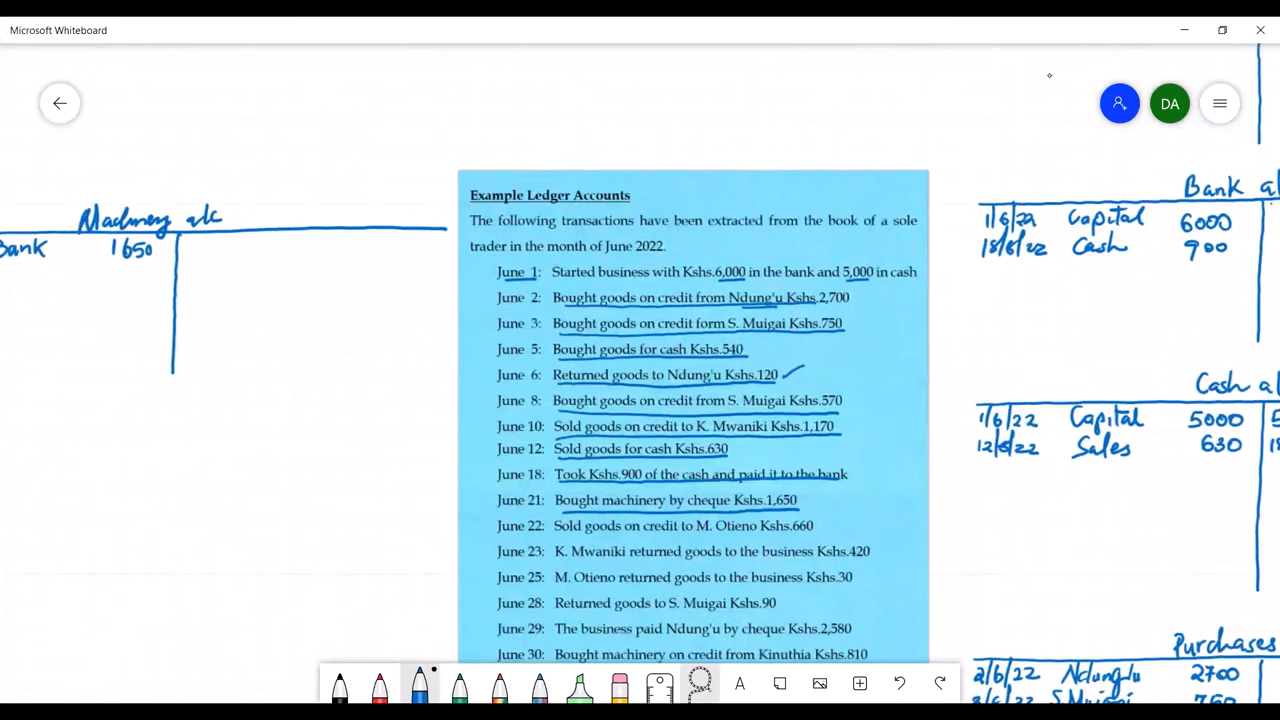 Microsoft Whiteboard
DA
Machinery a/c
Bank 1650
Example Ledger Accounts
The following transactions have been extracted from the book of a sole
trader in the month of June 2022.
June 1: Started business with Kshs.6,000 in the bank and 5,000 in cash
June 2: Bought goods on credit from Ndung'u Kshs.2,700
June 3: Bought goods on credit form S. Muigai Kshs.750
June 5: Bought goods for cash Kshs.540
June 6: Returned goods to Ndung'u Kshs.120
June 8: Bought goods on credit from S. Muigai Kshs.570
June 10: Sold goods on credit to K. Mwaniki Kshs.1,170
June 12: Sold goods for cash Kshs.630
June 18: Took Kshs.900 of the cash and paid it to the bank
June 21: Bought machinery by cheque Kshs.1,650
June 22: Sold goods on credit to M. Otieno Kshs.660
June 23: K. Mwaniki returned goods to the business Kshs.420
June 25: M. Otieno returned goods to the business Kshs.30
June 28: Returned goods to S. Muigai Kshs.90
June 29: The business paid Ndung'u by cheque Kshs.2,580
June 30: Bought machinery on credit from Kinuthia Kshs.810
Bank a/
1/6/22 Capital 6000
18/6/22 Cash 900
Cash a/
1/6/22 Capital 5000
12/6/22 Sales 630 18
Purchases
2/6/22 Ndung'u 2700
3/6/22 S.Muigai 750
A